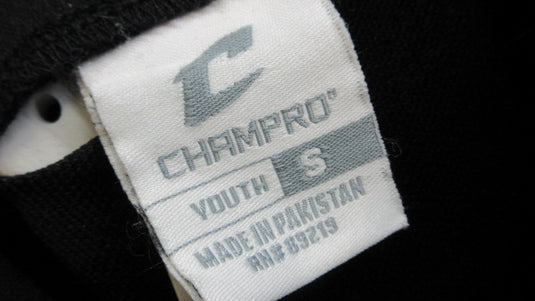 C
CHAMPRO
YOUTH S
MADE IN PAKISTAN
RN# 89219